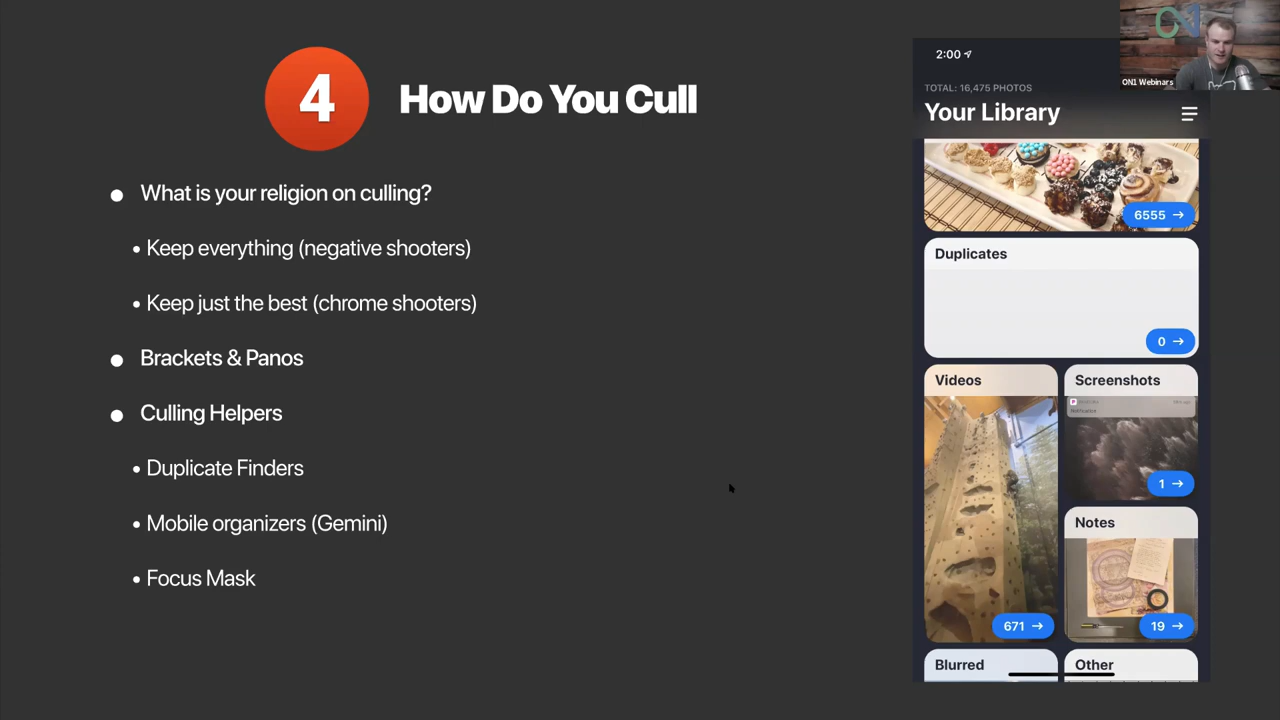 4
How Do You Cull
What is your religion on culling?
Keep everything (negative shooters)
Keep just the best (chrome shooters)
Brackets & Panos
Culling Helpers
Duplicate Finders
Mobile organizers (Gemini)
Focus Mask
ON1 Webinars
2:00
TOTAL: 16,475 PHOTOS
Your Library
6555 →
Duplicates
0 →
Videos
671 →
Screenshots
1 →
Notes
19 →
Blurred
Other